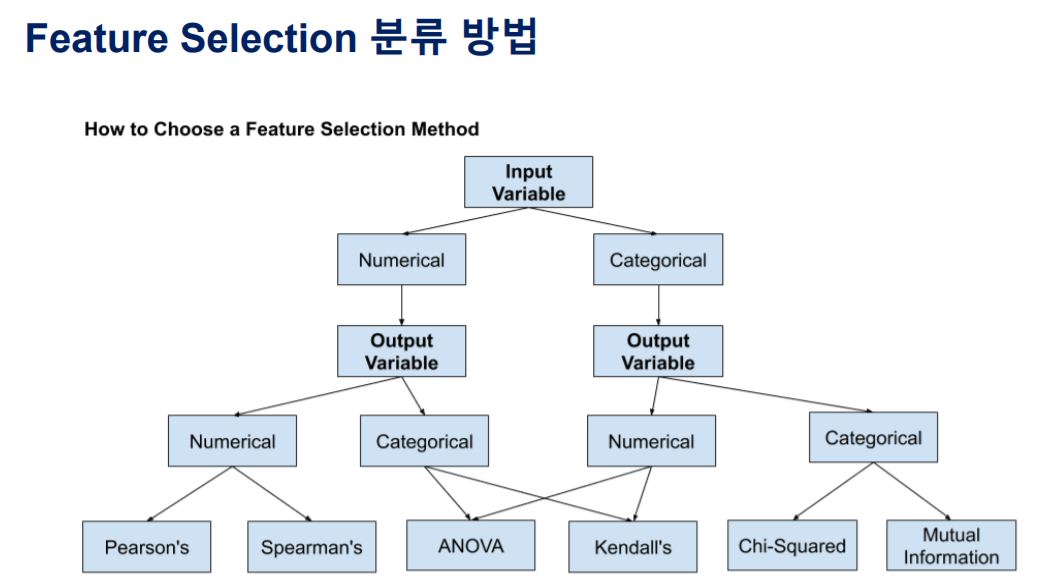 Feature Selection 분류 방법
How to Choose a Feature Selection Method
Input
Variable
Numerical
Categorical
Output
Variable
Output
Variable
Numerical
Categorical
Numerical
Categorical
Pearson's
Spearman's
ANOVA
Kendall's
Chi-Squared
Mutual
Information